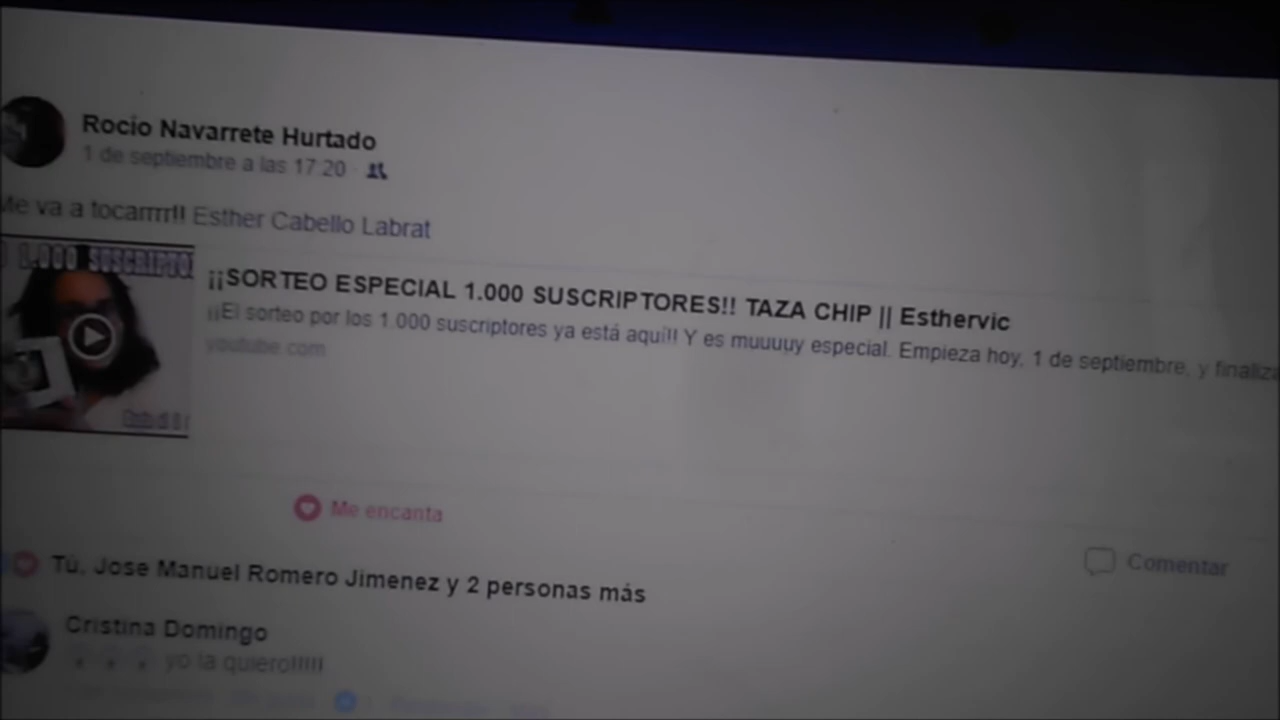 Rocío Navarrete Hurtado
1 de septiembre a las 17:20
Me va a tocarrrr!! Esther Cabello Labrat
1.000 SUSCRIPTO
¡¡SORTEO ESPECIAL 1.000 SUSCRIPTORES!! TAZA CHIP || Esthervic
¡¡El sorteo por los 1.000 suscriptores ya está aquí!! Y es muuuuy especial. Empieza hoy, 1 de septiembre, y finaliza
youtube.com
Me encanta
Comentar
Tú, Jose Manuel Romero Jimenez y 2 personas más
Cristina Domingo
yo la quiero!!!!!